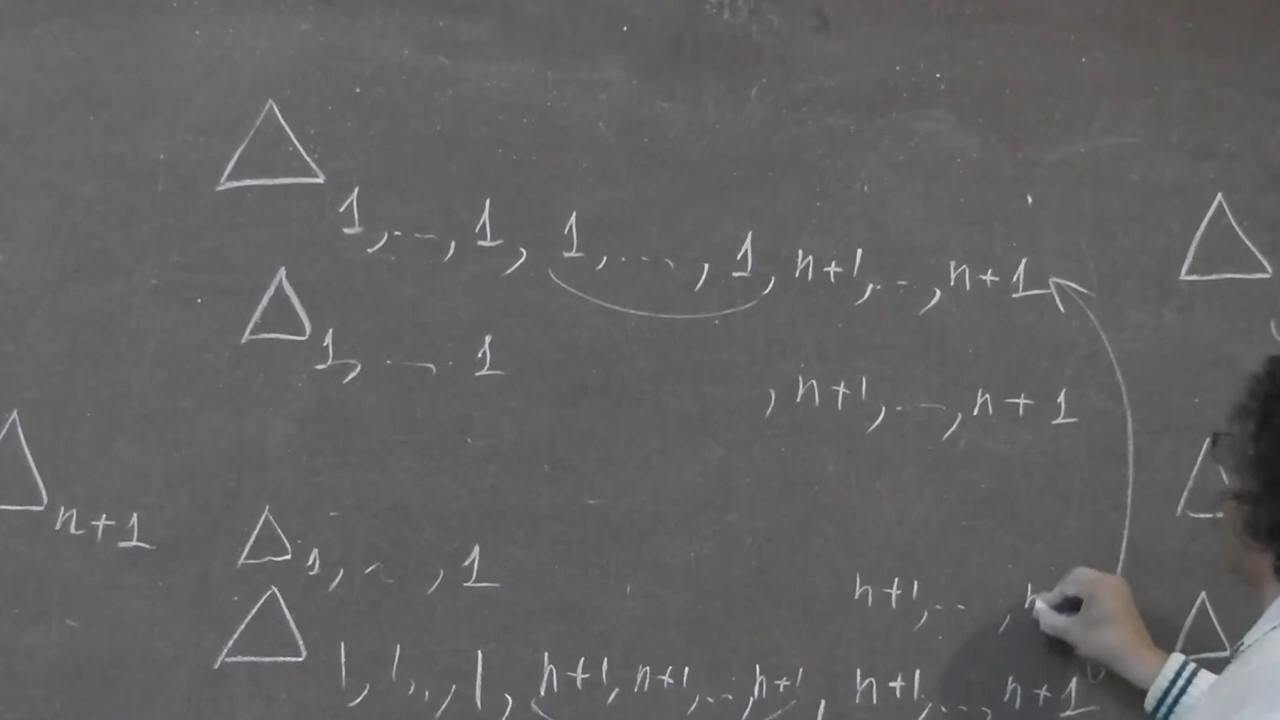 △ 1, ..., 1, 1, ..., 1, n+1, ..., n+1
△ 1, ... 1 , n+1, ..., n+1
△ n+1
△ 1, ..., 1 n+1, ..., n
△ 1, 1, .., 1, n+1, n+1, ..., n+1, n+1, ..., n+1